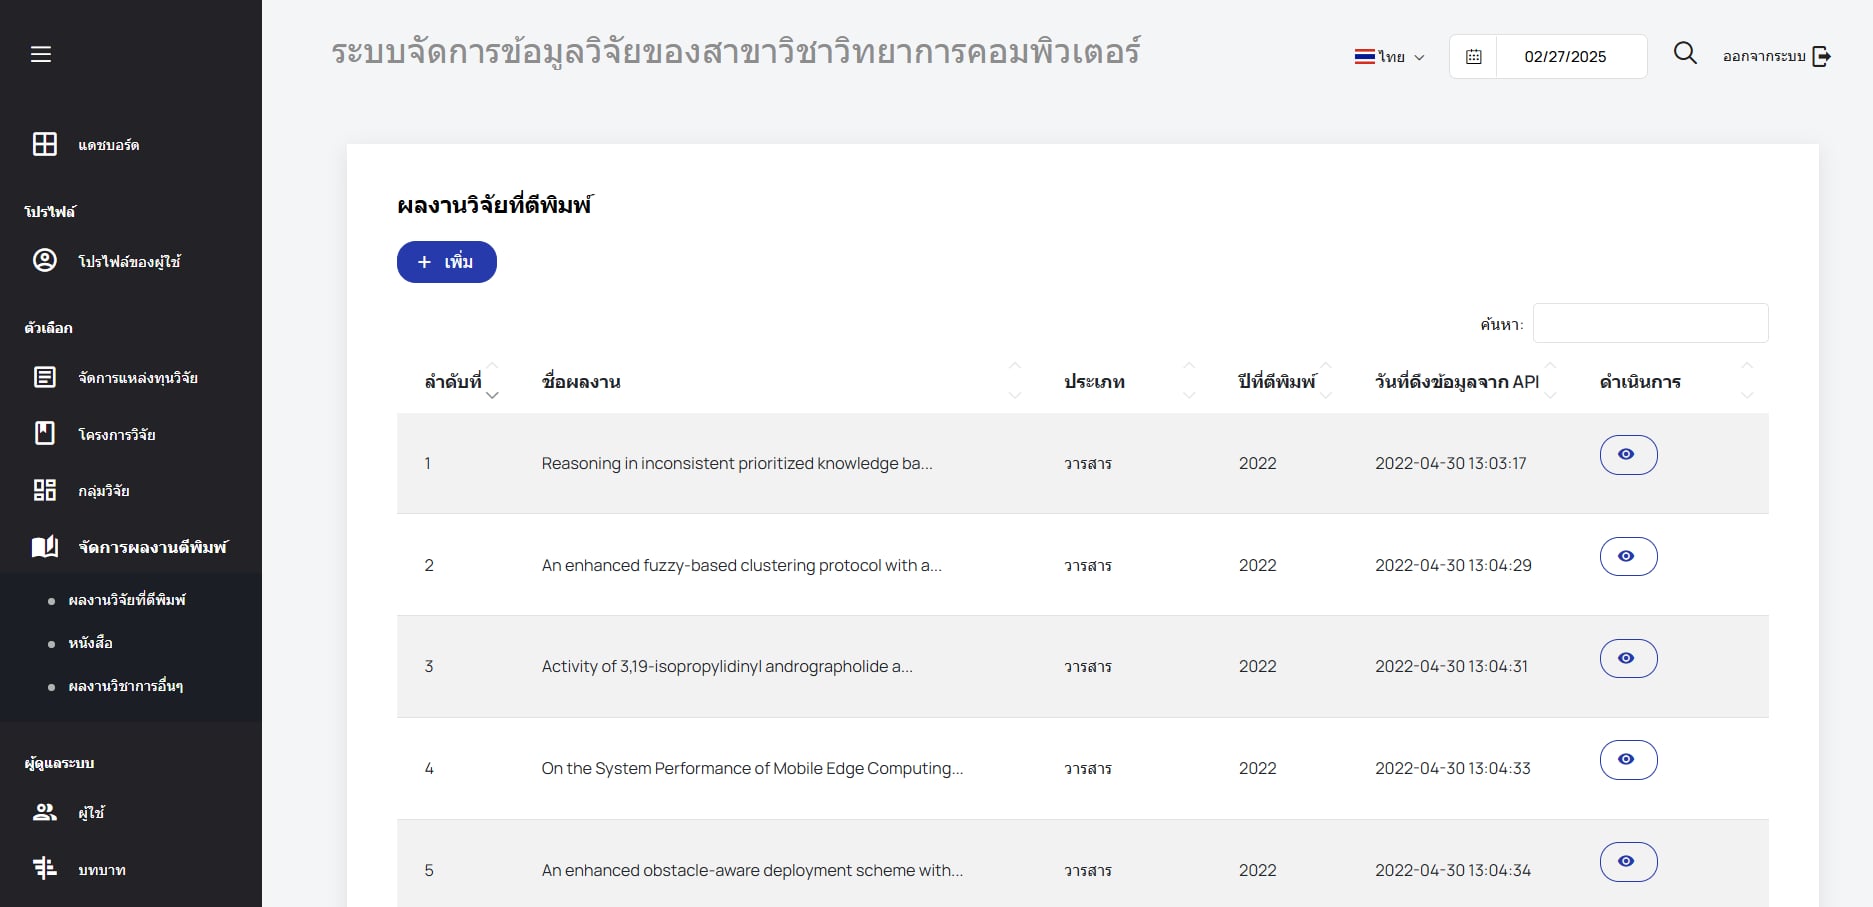 ระบบจัดการข้อมูลวิจัยของสาขาวิชาวิทยาการคอมพิวเตอร์
ไทย
02/27/2025
ออกจากระบบ
แดชบอร์ด
โปรไฟล์
โปรไฟล์ของผู้ใช้
ตัวเลือก
จัดการแหล่งทุนวิจัย
โครงการวิจัย
กลุ่มวิจัย
จัดการผลงานตีพิมพ์
ผลงานวิจัยที่ตีพิมพ์
หนังสือ
ผลงานวิชาการอื่นๆ
ผู้ดูแลระบบ
ผู้ใช้
บทบาท
ผลงานวิจัยที่ตีพิมพ์
+ เพิ่ม
ค้นหา:
ลำดับที่ ชื่อผลงาน ประเภท ปีที่ตีพิมพ์ วันที่ดึงข้อมูลจาก API ดำเนินการ
1 Reasoning in inconsistent prioritized knowledge ba... วารสาร 2022 2022-04-30 13:03:17
2 An enhanced fuzzy-based clustering protocol with a... วารสาร 2022 2022-04-30 13:04:29
3 Activity of 3,19-isopropylidinyl andrographolide a... วารสาร 2022 2022-04-30 13:04:31
4 On the System Performance of Mobile Edge Computing... วารสาร 2022 2022-04-30 13:04:33
5 An enhanced obstacle-aware deployment scheme with... วารสาร 2022 2022-04-30 13:04:34